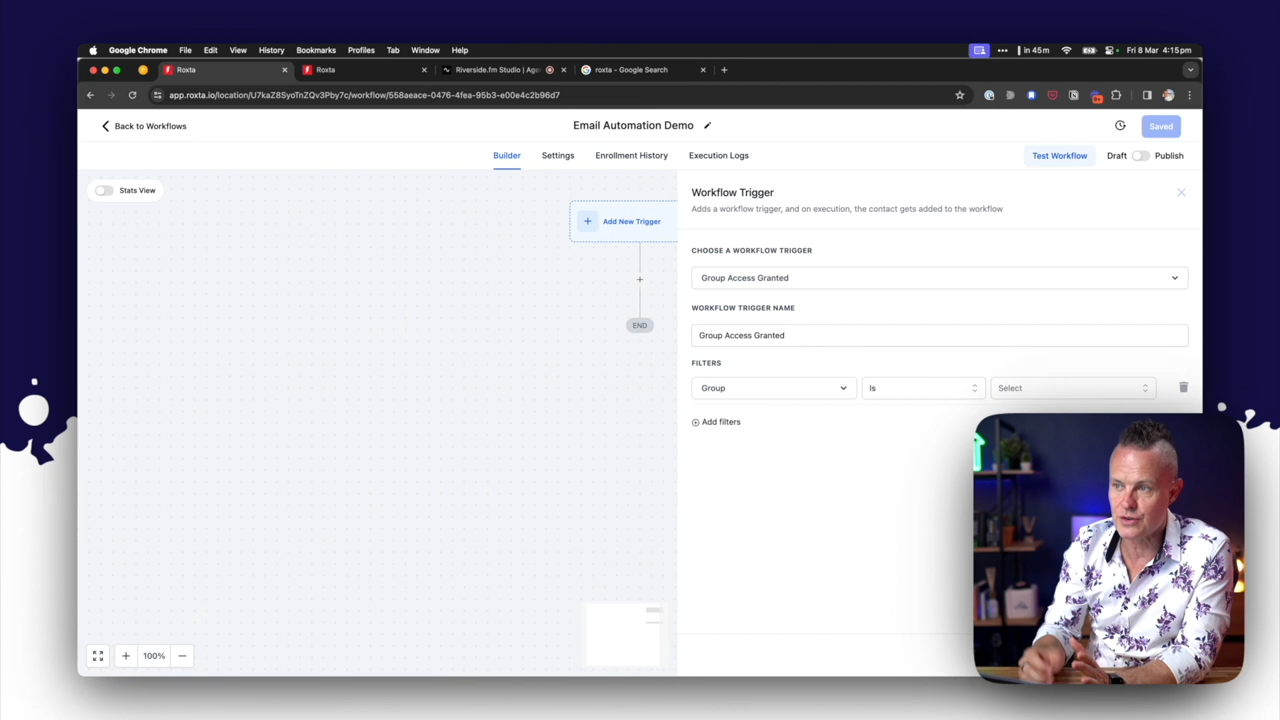 Google Chrome File Edit View History Bookmarks Profiles Tab Window Help in 45m Fri 8 Mar 4:15pm
Roxta Roxta Riverside.fm Studio | Age roxta - Google Search
app.roxta.io/location/U7kaZ8SyoTnZQv3Pby7c/workflow/558aeace-0476-4fea-95b3-e00e4c2b96d7
Back to Workflows Email Automation Demo Saved
Builder Settings Enrollment History Execution Logs Test Workflow Draft Publish
Stats View
Workflow Trigger
Adds a workflow trigger, and on execution, the contact gets added to the workflow
Add New Trigger
CHOOSE A WORKFLOW TRIGGER
Group Access Granted
WORKFLOW TRIGGER NAME
END
Group Access Granted
FILTERS
Group Is Select
Add filters
100%